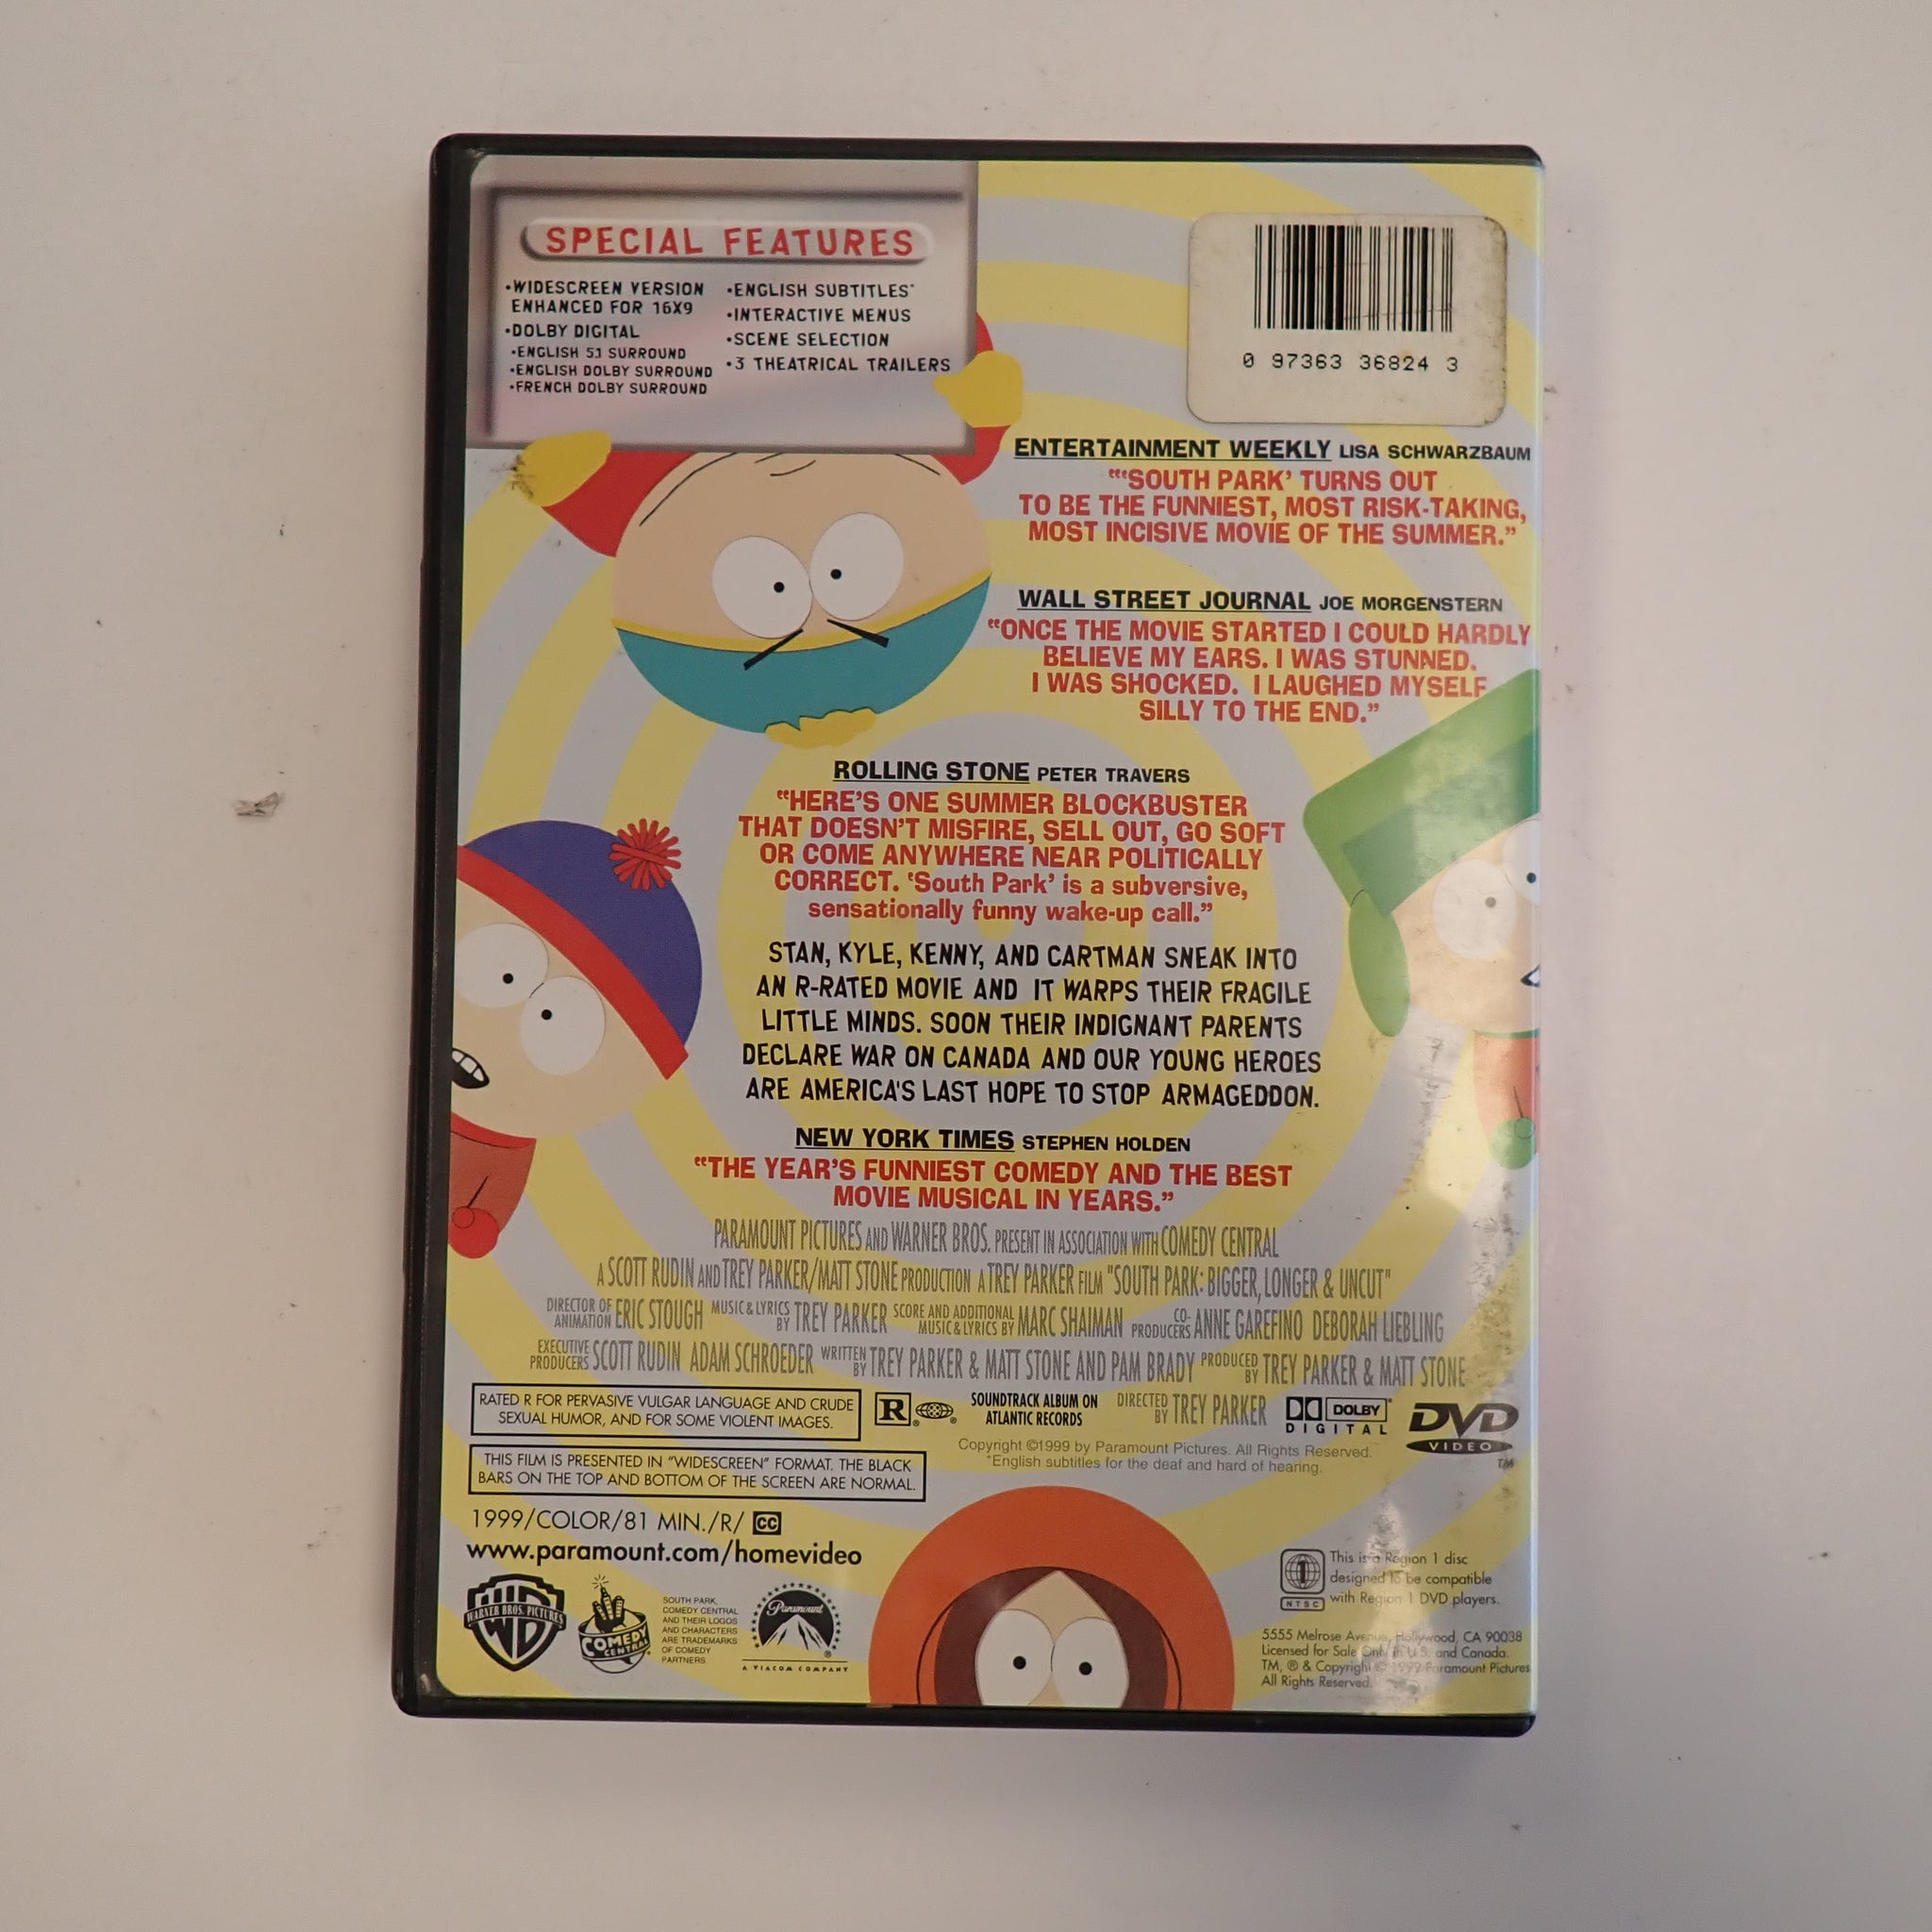 SPECIAL FEATURES
•WIDESCREEN VERSION
ENHANCED FOR 16X9
•DOLBY DIGITAL
•ENGLISH 5.1 SURROUND
•ENGLISH DOLBY SURROUND
•FRENCH DOLBY SURROUND
•ENGLISH SUBTITLES*
•INTERACTIVE MENUS
•SCENE SELECTION
•3 THEATRICAL TRAILERS
0 97363 36824 3
ENTERTAINMENT WEEKLY LISA SCHWARZBAUM
"'SOUTH PARK' TURNS OUT
TO BE THE FUNNIEST, MOST RISK-TAKING,
MOST INCISIVE MOVIE OF THE SUMMER."
WALL STREET JOURNAL JOE MORGENSTERN
"ONCE THE MOVIE STARTED I COULD HARDLY
BELIEVE MY EARS. I WAS STUNNED.
I WAS SHOCKED. I LAUGHED MYSELF
SILLY TO THE END."
ROLLING STONE PETER TRAVERS
"HERE'S ONE SUMMER BLOCKBUSTER
THAT DOESN'T MISFIRE, SELL OUT, GO SOFT
OR COME ANYWHERE NEAR POLITICALLY
CORRECT. 'South Park' is a subversive,
sensationally funny wake-up call."
STAN, KYLE, KENNY, AND CARTMAN SNEAK INTO
AN R-RATED MOVIE AND IT WARPS THEIR FRAGILE
LITTLE MINDS. SOON THEIR INDIGNANT PARENTS
DECLARE WAR ON CANADA AND OUR YOUNG HEROES
ARE AMERICA'S LAST HOPE TO STOP ARMAGEDDON.
NEW YORK TIMES STEPHEN HOLDEN
"THE YEAR'S FUNNIEST COMEDY AND THE BEST
MOVIE MUSICAL IN YEARS."
PARAMOUNT PICTURES AND WARNER BROS. PRESENT IN ASSOCIATION WITH COMEDY CENTRAL
A SCOTT RUDIN AND TREY PARKER/MATT STONE PRODUCTION A TREY PARKER FILM "SOUTH PARK: BIGGER, LONGER & UNCUT"
DIRECTOR OF ANIMATION ERIC STOUGH MUSIC & LYRICS BY TREY PARKER SCORE AND ADDITIONAL MUSIC & LYRICS BY MARC SHAIMAN CO-PRODUCERS ANNE GAREFINO DEBORAH LIEBLING
EXECUTIVE PRODUCERS SCOTT RUDIN ADAM SCHROEDER WRITTEN BY TREY PARKER & MATT STONE AND PAM BRADY PRODUCED BY TREY PARKER & MATT STONE
RATED R FOR PERVASIVE VULGAR LANGUAGE AND CRUDE
SEXUAL HUMOR, AND FOR SOME VIOLENT IMAGES.
R ®
SOUNDTRACK ALBUM ON
ATLANTIC RECORDS
DIRECTED BY TREY PARKER
DOLBY
DIGITAL
DVD
VIDEO
TM
Copyright ©1999 by Paramount Pictures. All Rights Reserved.
*English subtitles for the deaf and hard of hearing.
THIS FILM IS PRESENTED IN "WIDESCREEN" FORMAT. THE BLACK
BARS ON THE TOP AND BOTTOM OF THE SCREEN ARE NORMAL.
1999/COLOR/81 MIN./R/ CC
www.paramount.com/homevideo
WARNER BROS. PICTURES
COMEDY
CENTRAL
SOUTH PARK,
COMEDY CENTRAL
AND THEIR LOGOS
AND CHARACTERS
ARE TRADEMARKS
OF COMEDY
PARTNERS.
Paramount
A VIACOM COMPANY
1
NTSC
This is a Region 1 disc
designed to be compatible
with Region 1 DVD players.
5555 Melrose Avenue, Hollywood, CA 90038
Licensed for Sale Only in U.S. and Canada.
TM, ® & Copyright © 1999 Paramount Pictures
All Rights Reserved.